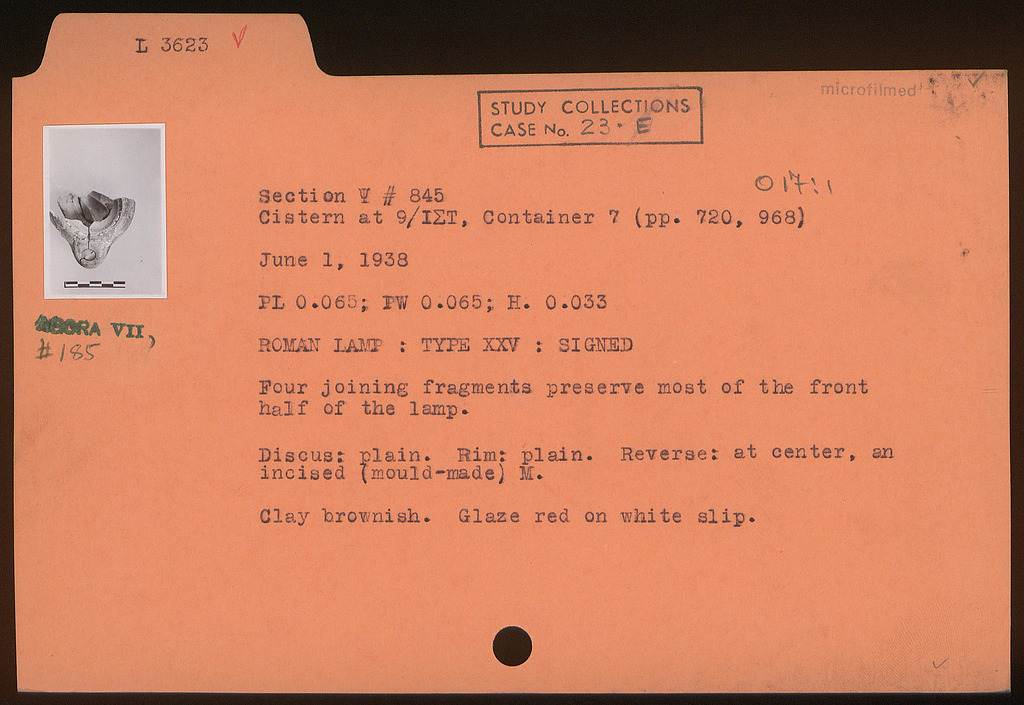 L 3623 √
microfilmed
STUDY COLLECTIONS
CASE No. 23·E
O 17:1
Section Ψ # 845
Cistern at 9/ΙΣΤ, Container 7 (pp. 720, 968)
June 1, 1938
PL 0.065; PW 0.065; H. 0.033
AGORA VII,
# 185
ROMAN LAMP : TYPE XXV : SIGNED
Four joining fragments preserve most of the front
half of the lamp.
Discus: plain. Rim: plain. Reverse: at center, an
incised (mould-made) M.
Clay brownish. Glaze red on white slip.